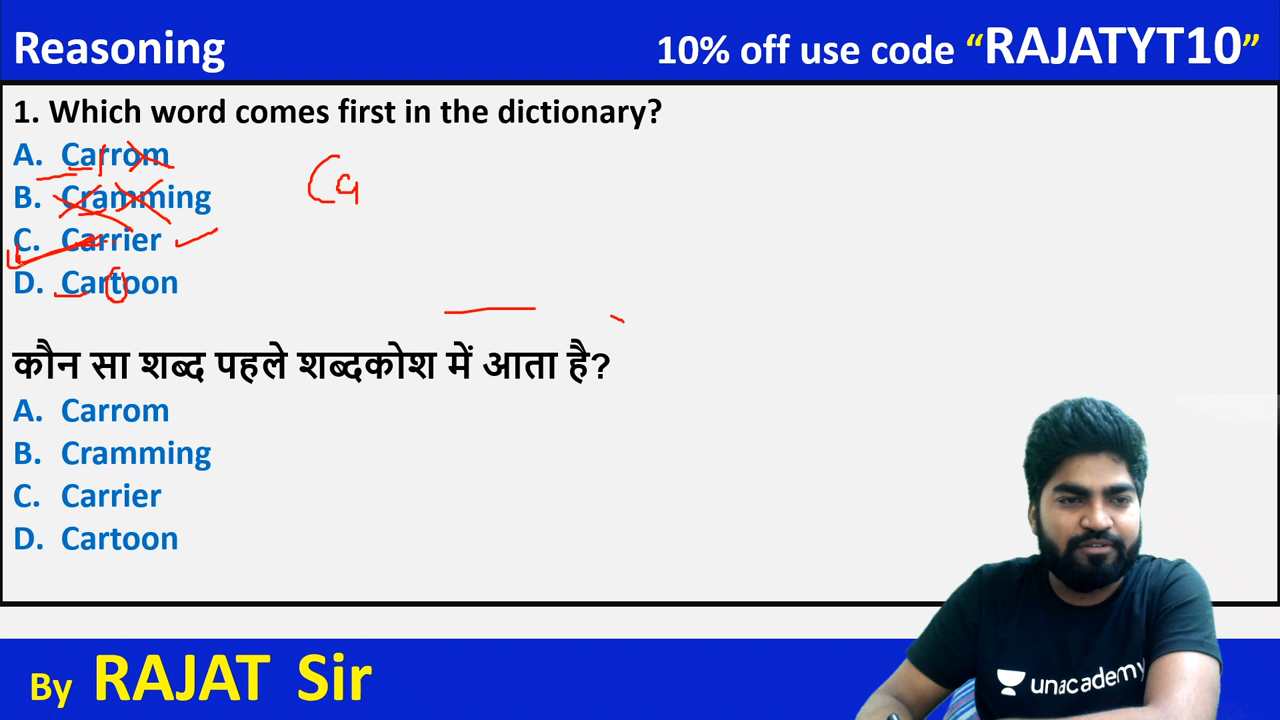 Reasoning
10% off use code “RAJATYT10”
1. Which word comes first in the dictionary?
A. Carrom
B. Cramming
C. Carrier
D. Cartoon
Ca
कौन सा शब्द पहले शब्दकोश में आता है?
A. Carrom
B. Cramming
C. Carrier
D. Cartoon
unacademy
By RAJAT Sir